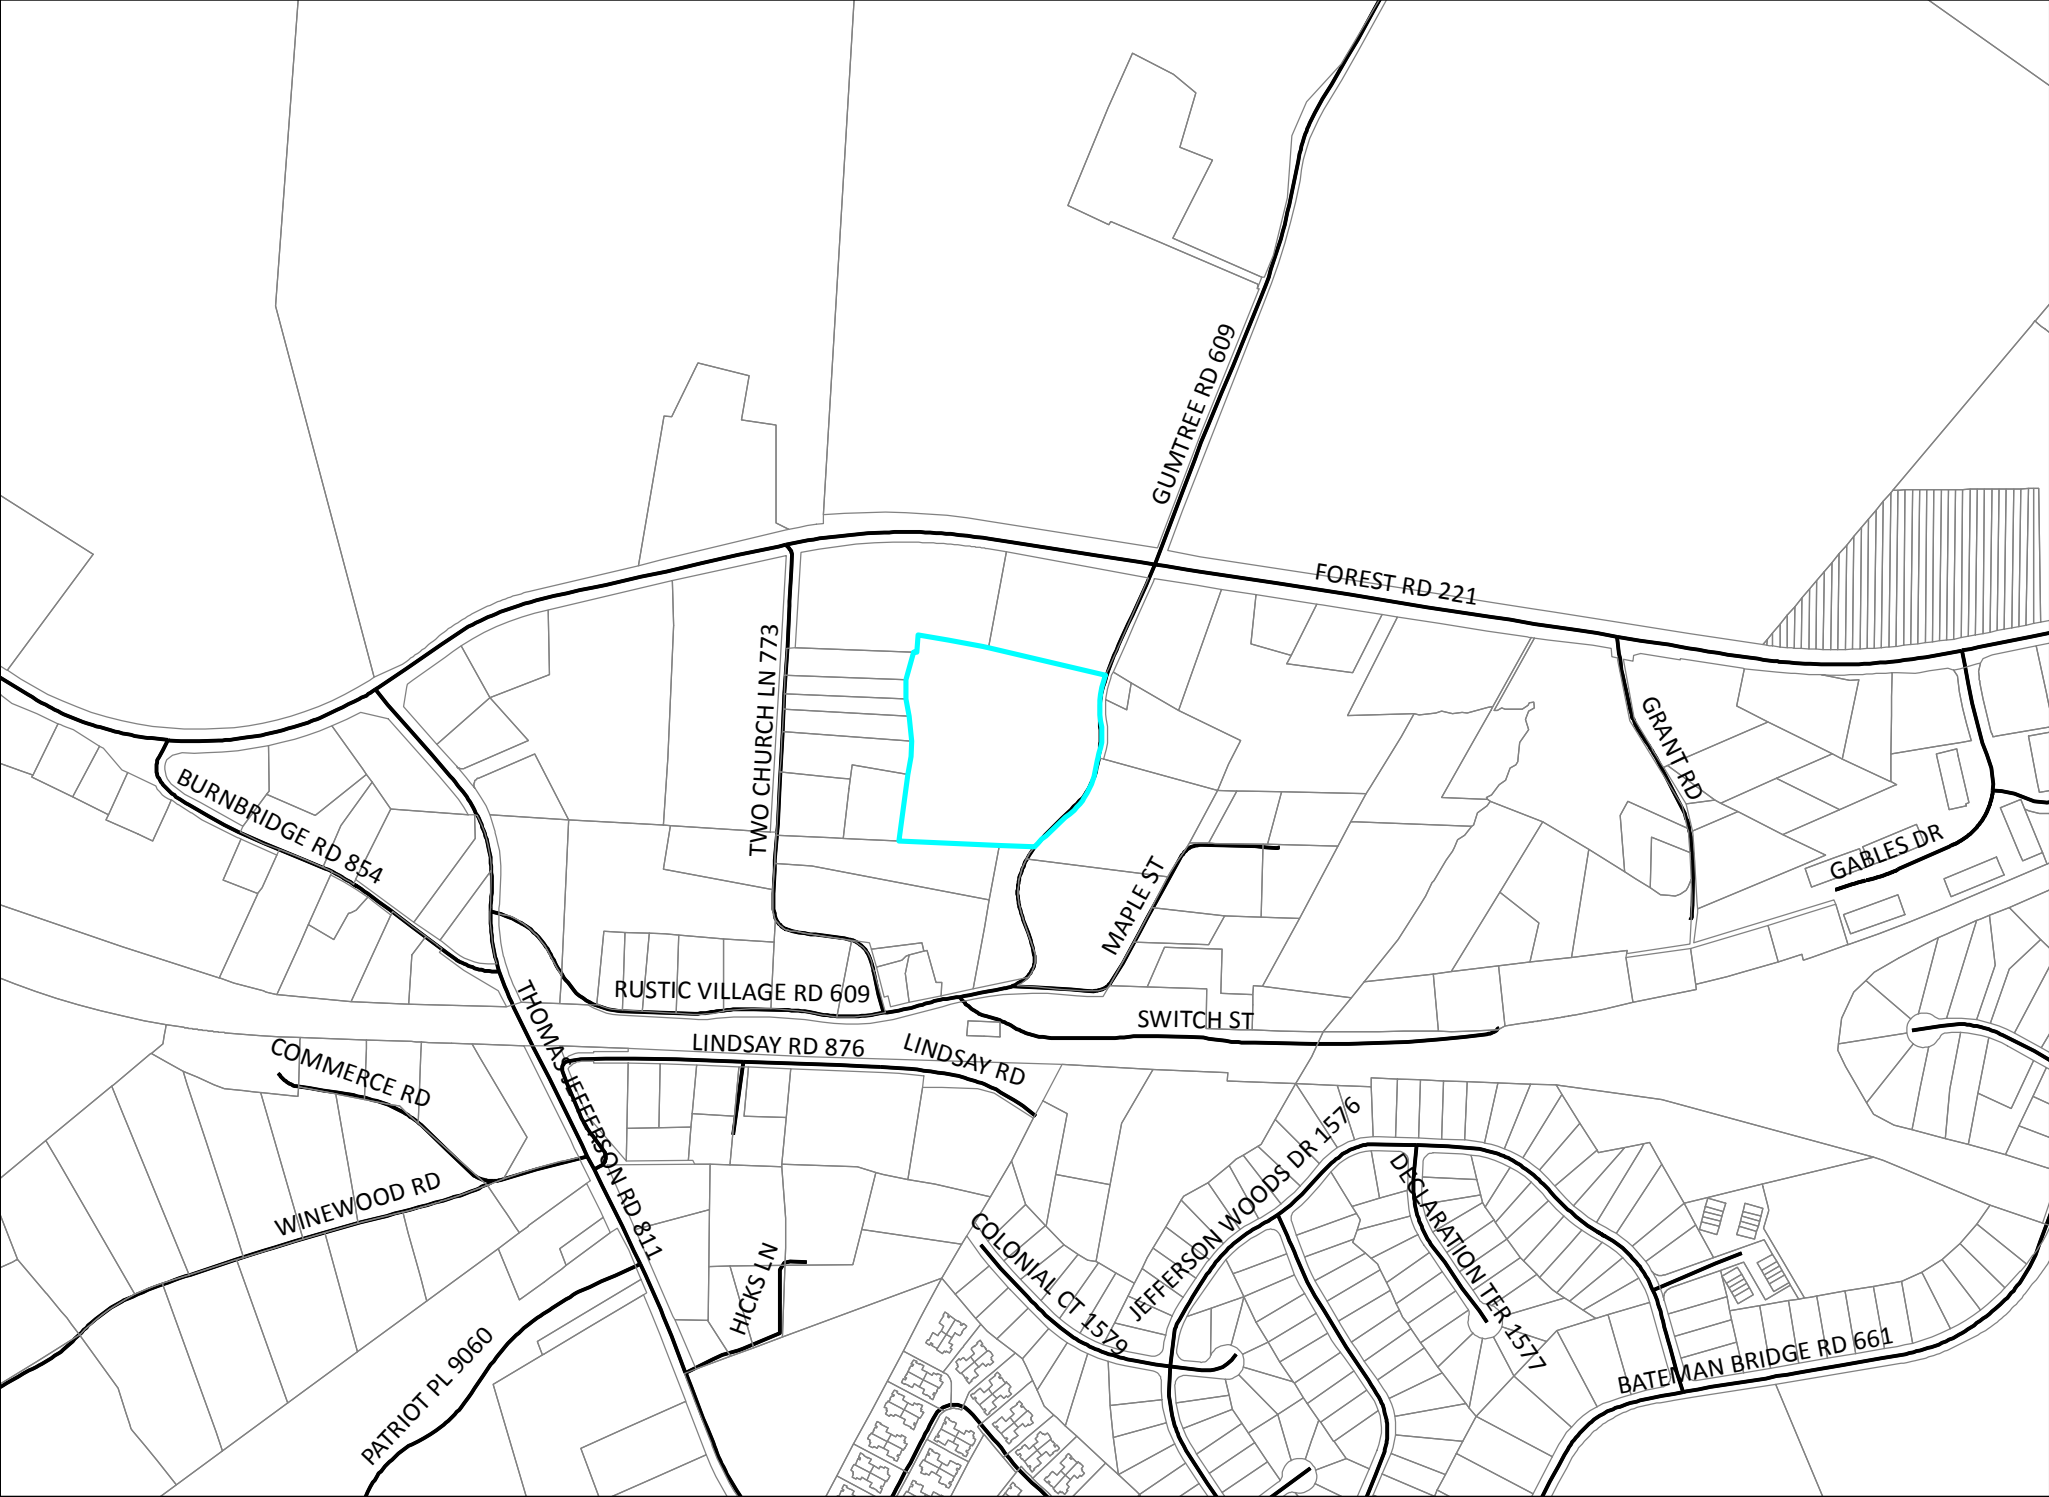 GUMTREE RD 609
FOREST RD 221
TWO CHURCH LN 773
GRANT RD
BURNBRIDGE RD 854
GABLES DR
MAPLE ST
RUSTIC VILLAGE RD 609
SWITCH ST
THOMAS JEFFERSON RD 811
LINDSAY RD 876
LINDSAY RD
COMMERCE RD
WINEWOOD RD
JEFFERSON WOODS DR 1576
DECLARATION TER 1577
COLONIAL CT 1579
HICKS LN
PATRIOT PL 9060
BATEMAN BRIDGE RD 661